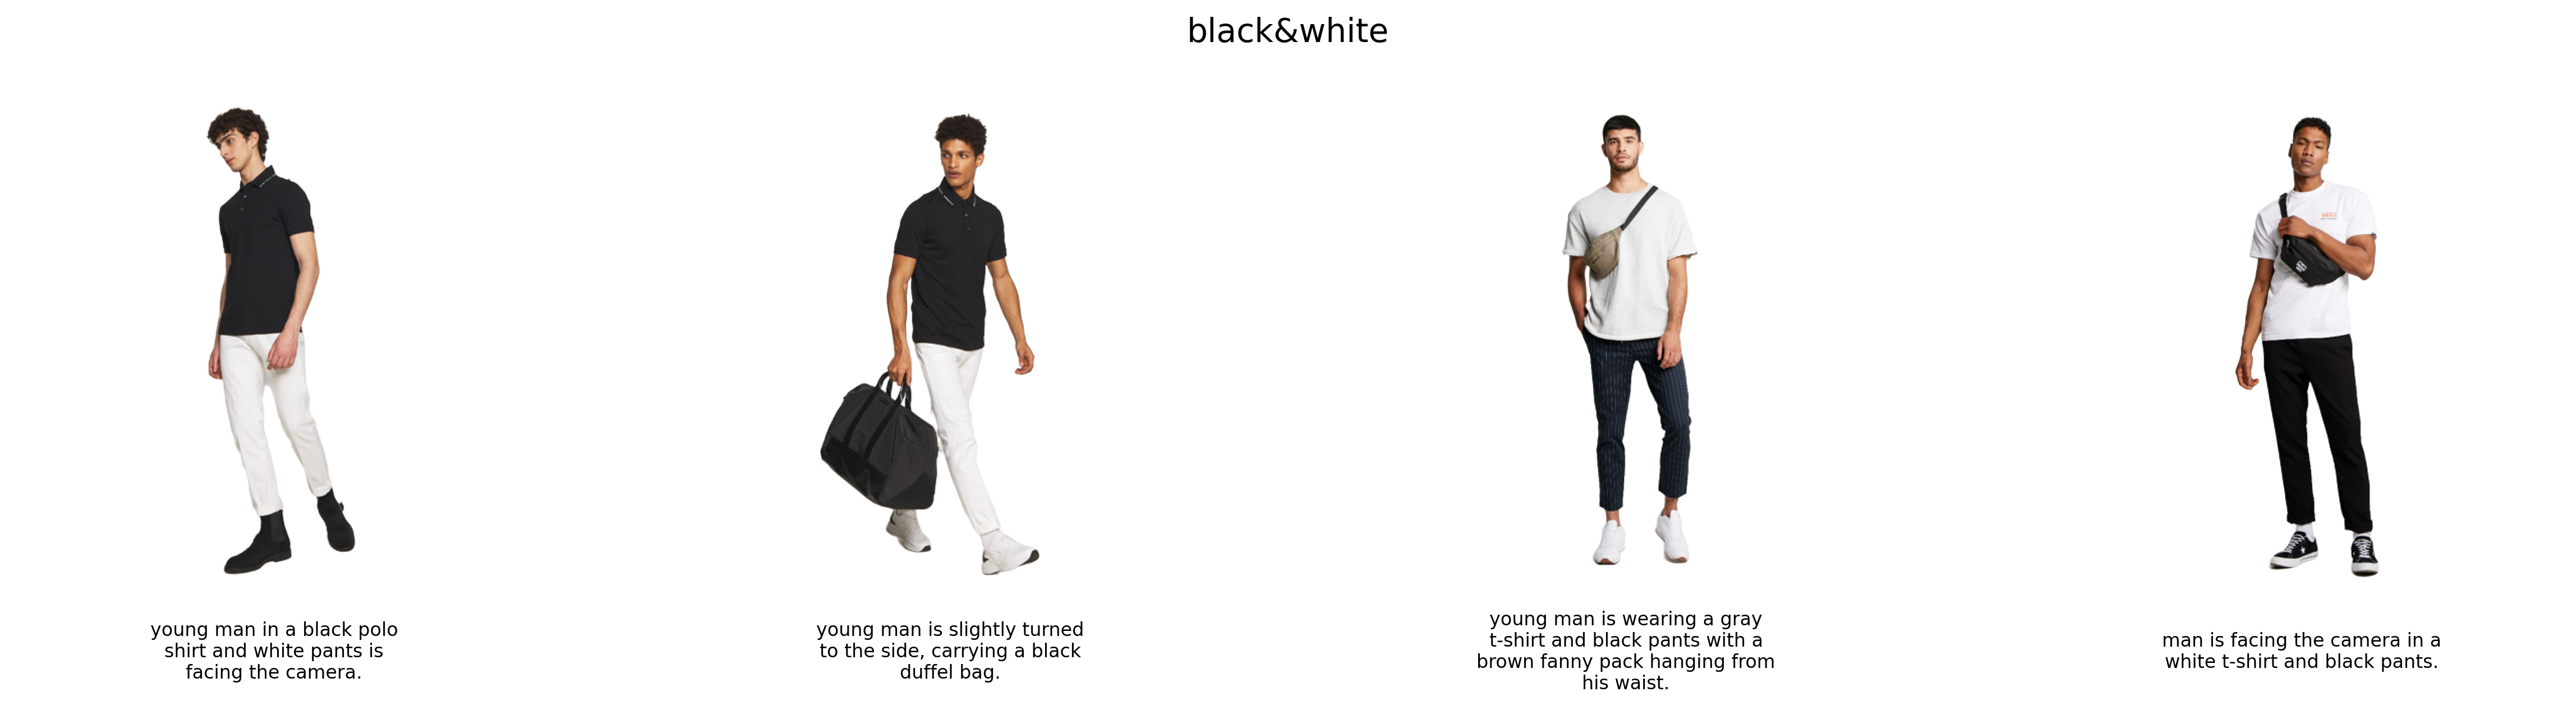 black&white
young man in a black polo
shirt and white pants is
facing the camera.
young man is slightly turned
to the side, carrying a black
duffel bag.
young man is wearing a gray
t-shirt and black pants with a
brown fanny pack hanging from
his waist.
man is facing the camera in a
white t-shirt and black pants.
VANS